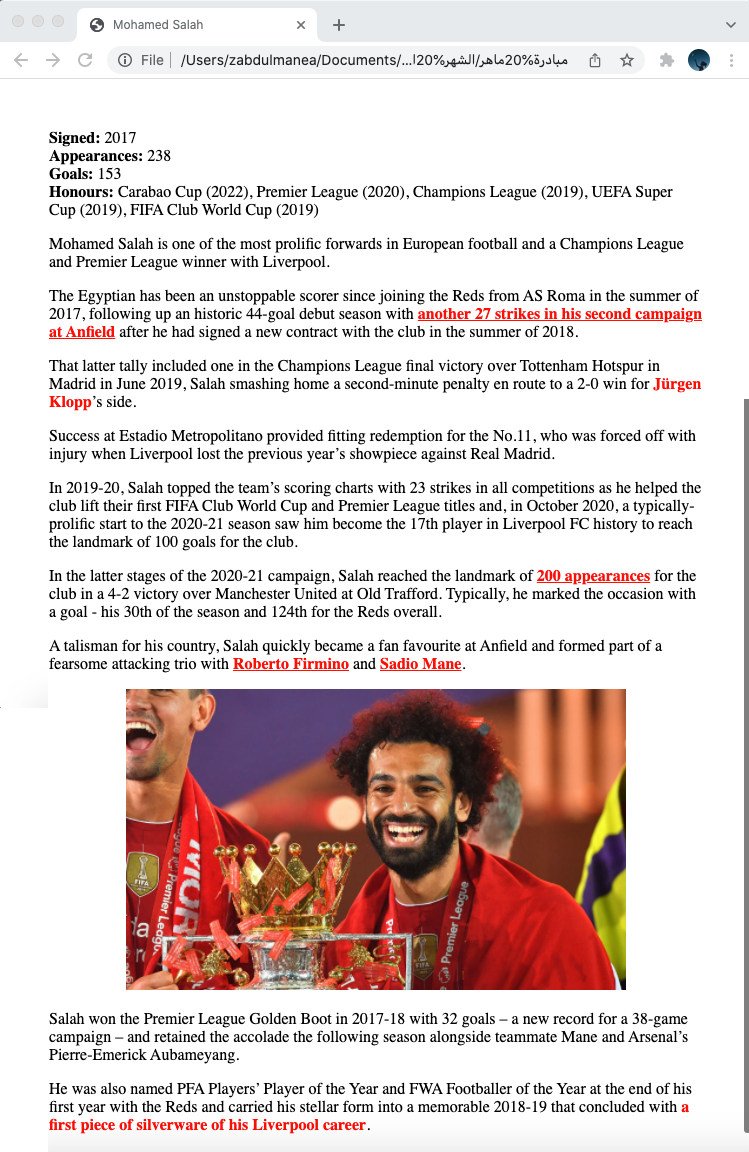 Mohamed Salah
File
/Users/zabdulmanea/Documents/...مبادرة%20ماهر/الشهر%20ا
Signed: 2017
Appearances: 238
Goals: 153
Honours: Carabao Cup (2022), Premier League (2020), Champions League (2019), UEFA Super
Cup (2019), FIFA Club World Cup (2019)
Mohamed Salah is one of the most prolific forwards in European football and a Champions League
and Premier League winner with Liverpool.
The Egyptian has been an unstoppable scorer since joining the Reds from AS Roma in the summer of
2017, following up an historic 44-goal debut season with another 27 strikes in his second campaign
at Anfield after he had signed a new contract with the club in the summer of 2018.
That latter tally included one in the Champions League final victory over Tottenham Hotspur in
Madrid in June 2019, Salah smashing home a second-minute penalty en route to a 2-0 win for Jürgen
Klopp’s side.
Success at Estadio Metropolitano provided fitting redemption for the No.11, who was forced off with
injury when Liverpool lost the previous year’s showpiece against Real Madrid.
In 2019-20, Salah topped the team’s scoring charts with 23 strikes in all competitions as he helped the
club lift their first FIFA Club World Cup and Premier League titles and, in October 2020, a typically-
prolific start to the 2020-21 season saw him become the 17th player in Liverpool FC history to reach
the landmark of 100 goals for the club.
In the latter stages of the 2020-21 campaign, Salah reached the landmark of 200 appearances for the
club in a 4-2 victory over Manchester United at Old Trafford. Typically, he marked the occasion with
a goal - his 30th of the season and 124th for the Reds overall.
A talisman for his country, Salah quickly became a fan favourite at Anfield and formed part of a
fearsome attacking trio with Roberto Firmino and Sadio Mane.
FIFA
Premier League
FIFA
Premier League
Salah won the Premier League Golden Boot in 2017-18 with 32 goals – a new record for a 38-game
campaign – and retained the accolade the following season alongside teammate Mane and Arsenal’s
Pierre-Emerick Aubameyang.
He was also named PFA Players’ Player of the Year and FWA Footballer of the Year at the end of his
first year with the Reds and carried his stellar form into a memorable 2018-19 that concluded with a
first piece of silverware of his Liverpool career.